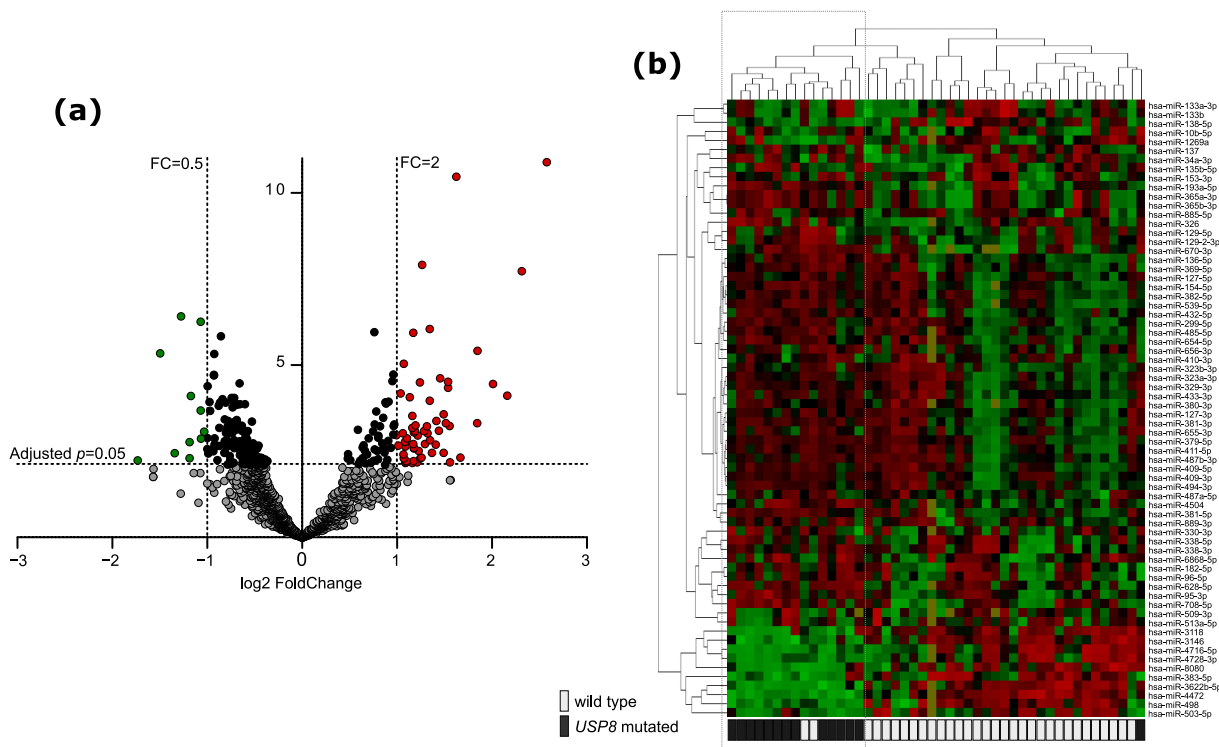 (a)
FC=0.5
FC=2
10
5
Adjusted p=0.05
−3
−2
−1
0
1
2
3
log2 FoldChange
wild type
USP8 mutated
(b)
hsa-miR-133a-3p
hsa-miR-133b
hsa-miR-138-5p
hsa-miR-10b-5p
hsa-miR-1269a
hsa-miR-137
hsa-miR-34a-3p
hsa-miR-135b-5p
hsa-miR-153-3p
hsa-miR-193a-5p
hsa-miR-365a-3p
hsa-miR-365b-3p
hsa-miR-885-5p
hsa-miR-326
hsa-miR-129-5p
hsa-miR-129-2-3p
hsa-miR-670-3p
hsa-miR-136-5p
hsa-miR-369-5p
hsa-miR-127-5p
hsa-miR-154-5p
hsa-miR-382-5p
hsa-miR-539-5p
hsa-miR-432-5p
hsa-miR-299-5p
hsa-miR-485-5p
hsa-miR-654-5p
hsa-miR-656-3p
hsa-miR-410-3p
hsa-miR-323b-3p
hsa-miR-323a-3p
hsa-miR-329-3p
hsa-miR-433-3p
hsa-miR-380-3p
hsa-miR-127-3p
hsa-miR-381-3p
hsa-miR-655-3p
hsa-miR-379-5p
hsa-miR-411-5p
hsa-miR-487b-3p
hsa-miR-409-5p
hsa-miR-409-3p
hsa-miR-494-3p
hsa-miR-487a-5p
hsa-miR-4504
hsa-miR-381-5p
hsa-miR-889-3p
hsa-miR-330-3p
hsa-miR-338-5p
hsa-miR-338-3p
hsa-miR-6868-5p
hsa-miR-182-5p
hsa-miR-96-5p
hsa-miR-628-5p
hsa-miR-95-3p
hsa-miR-708-5p
hsa-miR-509-3p
hsa-miR-513a-5p
hsa-miR-3118
hsa-miR-3146
hsa-miR-4716-5p
hsa-miR-4728-3p
hsa-miR-8080
hsa-miR-383-5p
hsa-miR-3622b-5p
hsa-miR-4472
hsa-miR-498
hsa-miR-503-5p